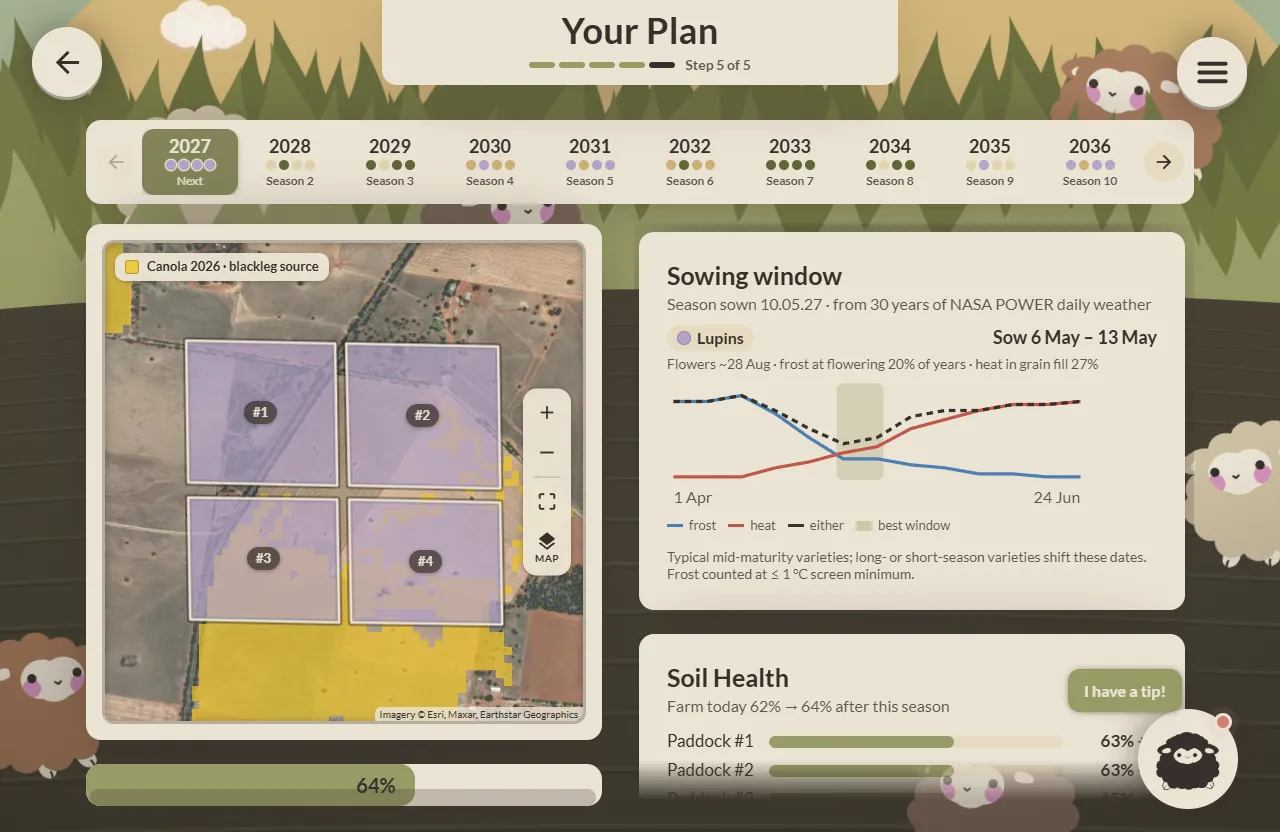 Your Plan
Step 5 of 5
2027
Next
2028
Season 2
2029
Season 3
2030
Season 4
2031
Season 5
2032
Season 6
2033
Season 7
2034
Season 8
2035
Season 9
2036
Season 10
Canola 2026 · blackleg source
#1
#2
#3
#4
MAP
Imagery © Esri, Maxar, Earthstar Geographics
64%
Sowing window
Season sown 10.05.27 · from 30 years of NASA POWER daily weather
Lupins
Sow 6 May – 13 May
Flowers ~28 Aug · frost at flowering 20% of years · heat in grain fill 27%
1 Apr
24 Jun
frost
heat
either
best window
Typical mid-maturity varieties; long- or short-season varieties shift these dates.
Frost counted at ≤ 1 °C screen minimum.
Soil Health
Farm today 62% → 64% after this season
I have a tip!
Paddock #1
63%
Paddock #2
63%